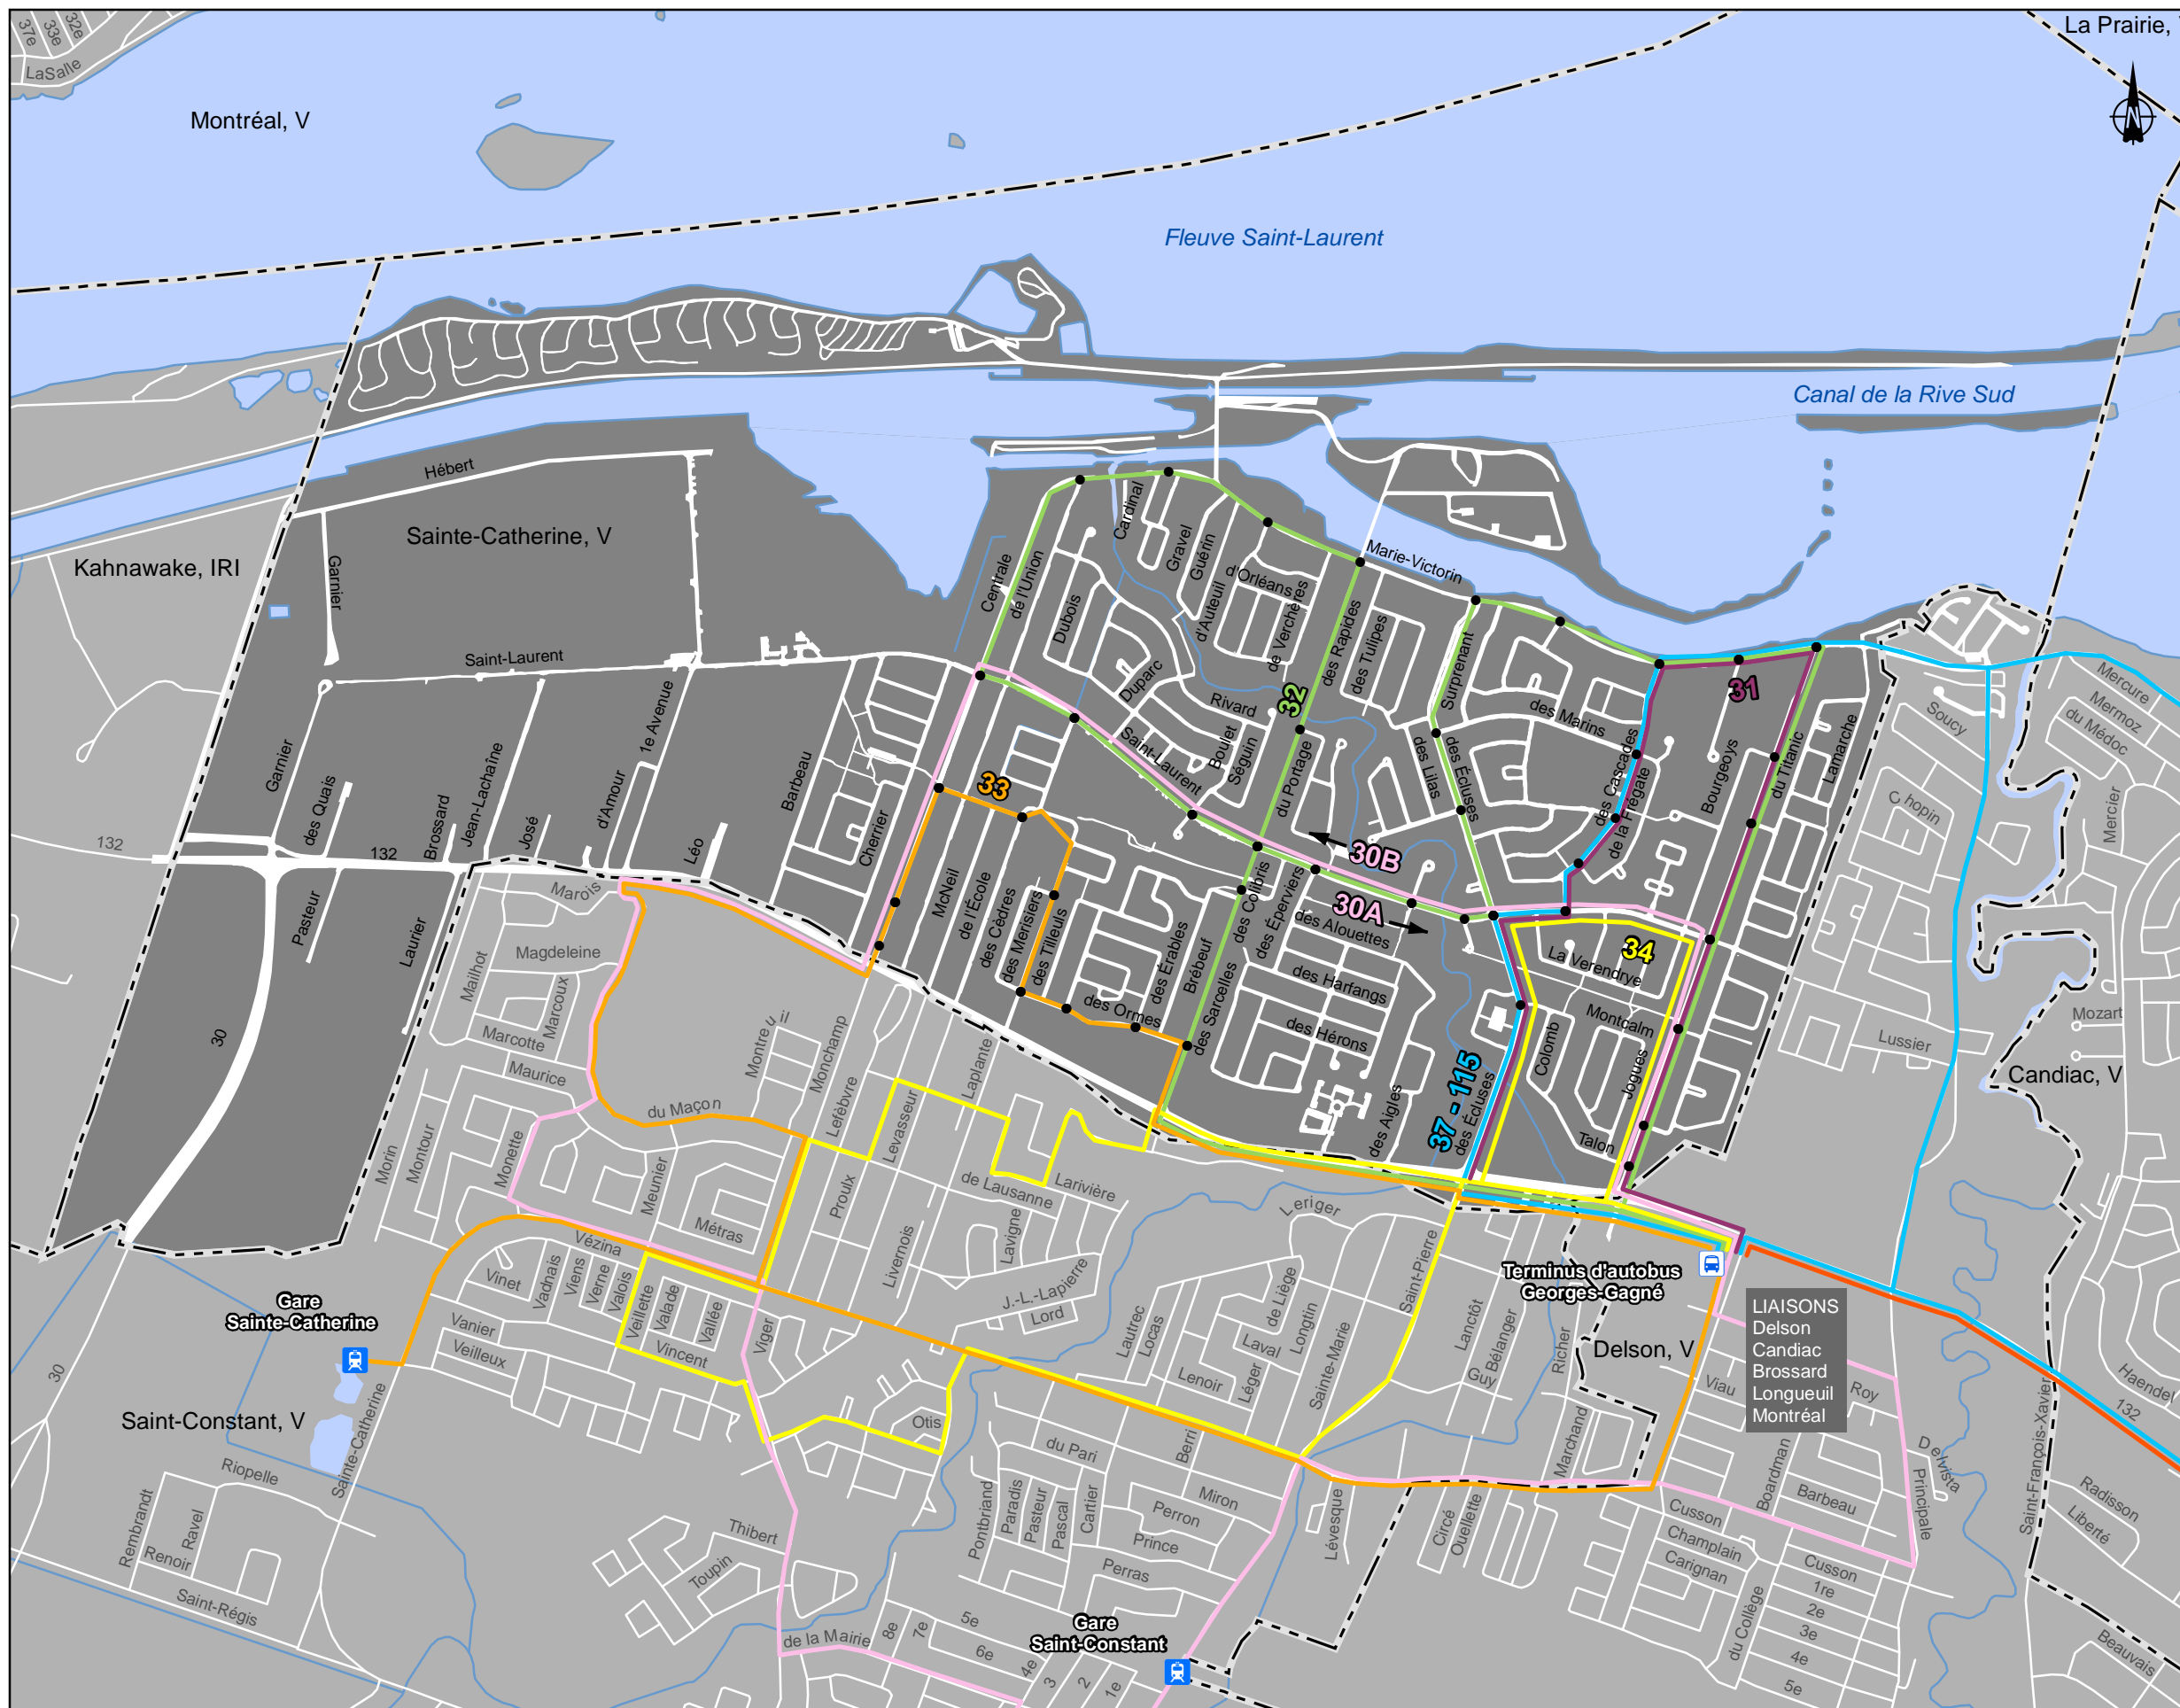 37e
33e
32e
LaSalle
La Prairie,
Montréal, V
N
Fleuve Saint-Laurent
Canal de la Rive Sud
Hébert
Sainte-Catherine, V
Kahnawake, IRI
Garnier
Saint-Laurent
Centrale
de l'Union
Cardinal
Gravel
Guérin
Dubois
d'Auteuil
d'Orléans
de Verchères
Marie-Victorin
des Rapides
des Tulipes
Surprenant
Duparc
Rivard
32
Saint-Laurent
Boulet
Séguin
du Portage
des Lilas
des Écluses
des Marins
des Cascades
de la Frégate
31
Bourgeoys
du Titanic
Lamarche
Soucy
Mercure
Mermoz
du Médoc
Chopin
Mercier
Garnier
des Quais
132
132
Brossard
Jean-Lachaîne
José
d'Amour
1e Avenue
Léo
Barbeau
Cherrier
33
McNeil
de l'École
des Cèdres
des Merisiers
des Tilleuls
des Érables
des Ormes
Brébeuf
des Colibris
des Sarcelles
des Éperviers
30B
30A
des Alouettes
des Harfangs
des Hérons
des Aigles
37 - 115
des Écluses
34
La Verendrye
Montcalm
Colomb
Jogues
Talon
Lussier
Mozart
Candiac, V
Pasteur
Laurier
30
Marois
Mailhot
Magdeleine
Marcoux
Marcotte
Maurice
Montreuil
Monchamp
du Maçon
Lefebvre
Levasseur
Laplante
Morin
Montour
Monette
Meunier
Métras
Proulx
Livernois
de Lausanne
Larivière
Lavigne
J.-L.-Lapierre
Lord
Leriger
Saint-Pierre
Vézina
Vinet
Vadnais
Viens
Verne
Valois
Veillette
Valade
Vallée
Vanier
Veilleux
Vincent
Viger
Gare
Sainte-Catherine
Terminus d'autobus
Georges-Gagné
LIAISONS
Delson
Candiac
Brossard
Longueuil
Montréal
Delson, V
Lautrec
Locas
de Liège
Laval
Longtin
Lenoir
Léger
Sainte-Marie
Lanctôt
Guy
Bélanger
Richer
Viau
Roy
Saint-Constant, V
30
Sainte-Catherine
Riopelle
Rembrandt
Ravel
Renoir
Saint-Régis
Otis
Thibert
Toupin
du Pari
Berri
Pontbriand
Paradis
Pasteur
Pascal
Cartier
Miron
Perron
Prince
Perras
Lévesque
Circé
Ouellette
Marchand
Boardman
Barbeau
Delvista
Principale
Saint-François-Xavier
Haendel
132
Radisson
Liberté
Cusson
Champlain
Carignan
Cusson
1re
2e
3e
4e
5e
du Collège
Beauvais
de la Mairie
8e
7e
5e
6e
4e
3
2
1e
Gare
Saint-Constant